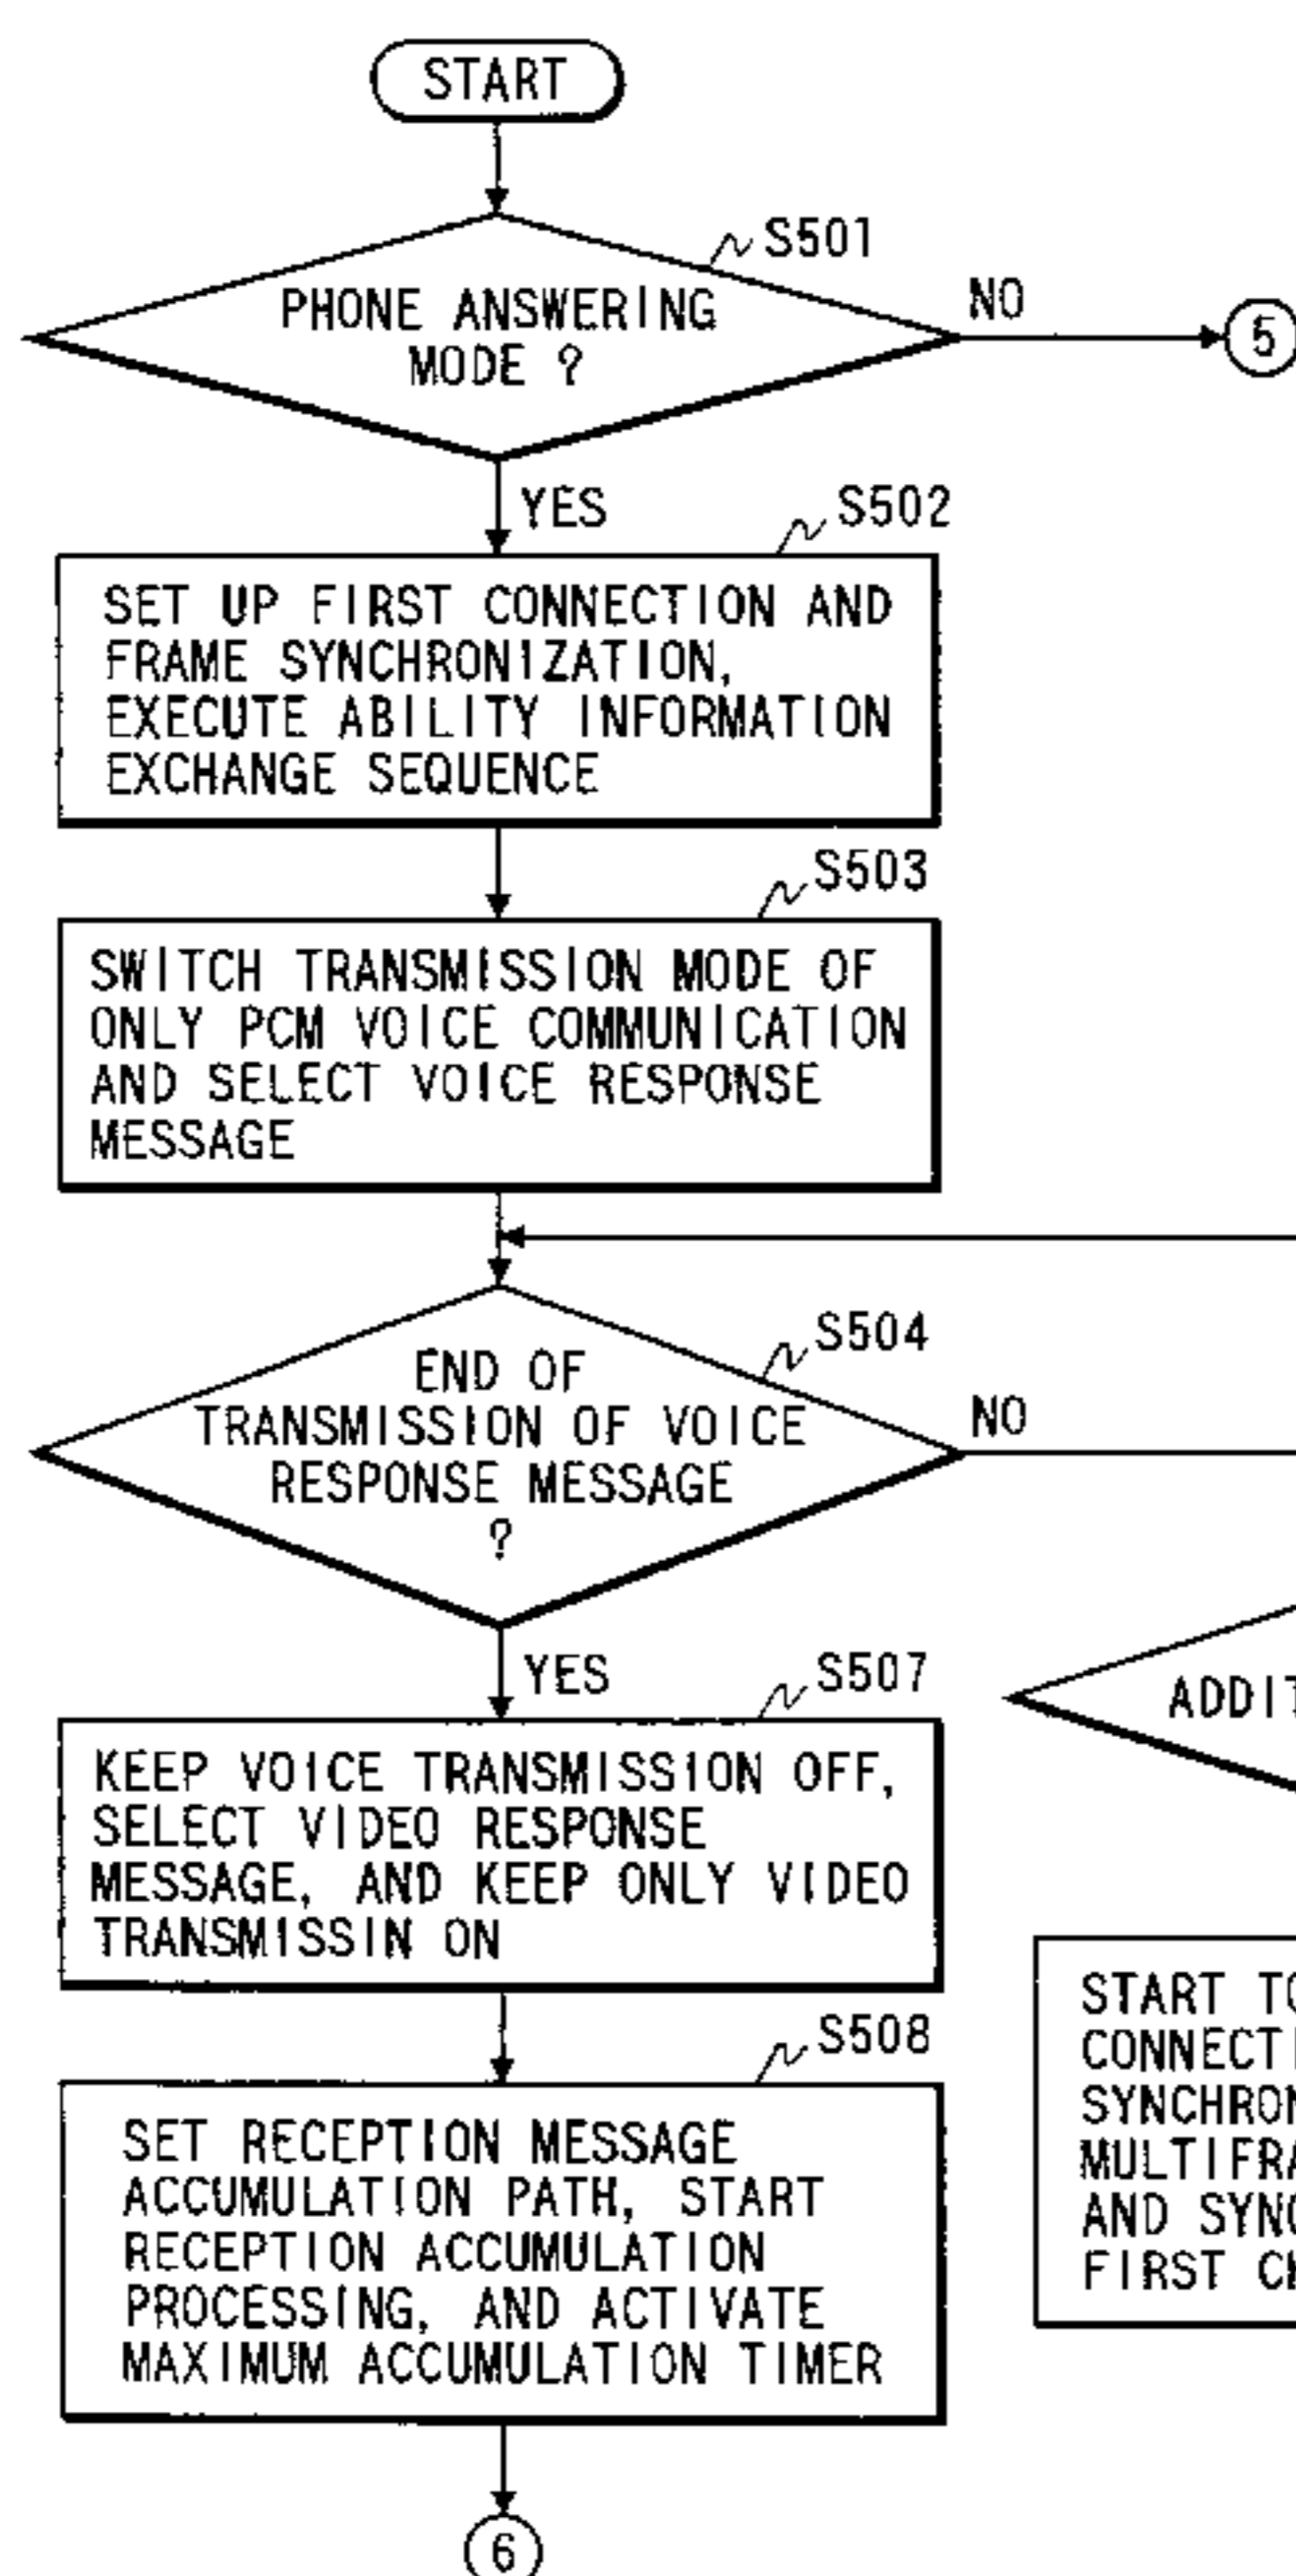 START
S501
PHONE ANSWERING
MODE ?
NO
5
YES
S502
SET UP FIRST CONNECTION AND
FRAME SYNCHRONIZATION,
EXECUTE ABILITY INFORMATION
EXCHANGE SEQUENCE
S503
SWITCH TRANSMISSION MODE OF
ONLY PCM VOICE COMMUNICATION
AND SELECT VOICE RESPONSE
MESSAGE
S504
END OF
TRANSMISSION OF VOICE
RESPONSE MESSAGE
?
NO
YES
S507
KEEP VOICE TRANSMISSION OFF,
SELECT VIDEO RESPONSE
MESSAGE, AND KEEP ONLY VIDEO
TRANSMISSIN ON
S508
SET RECEPTION MESSAGE
ACCUMULATION PATH, START
RECEPTION ACCUMULATION
PROCESSING, AND ACTIVATE
MAXIMUM ACCUMULATION TIMER
6
START
AND
FIRST